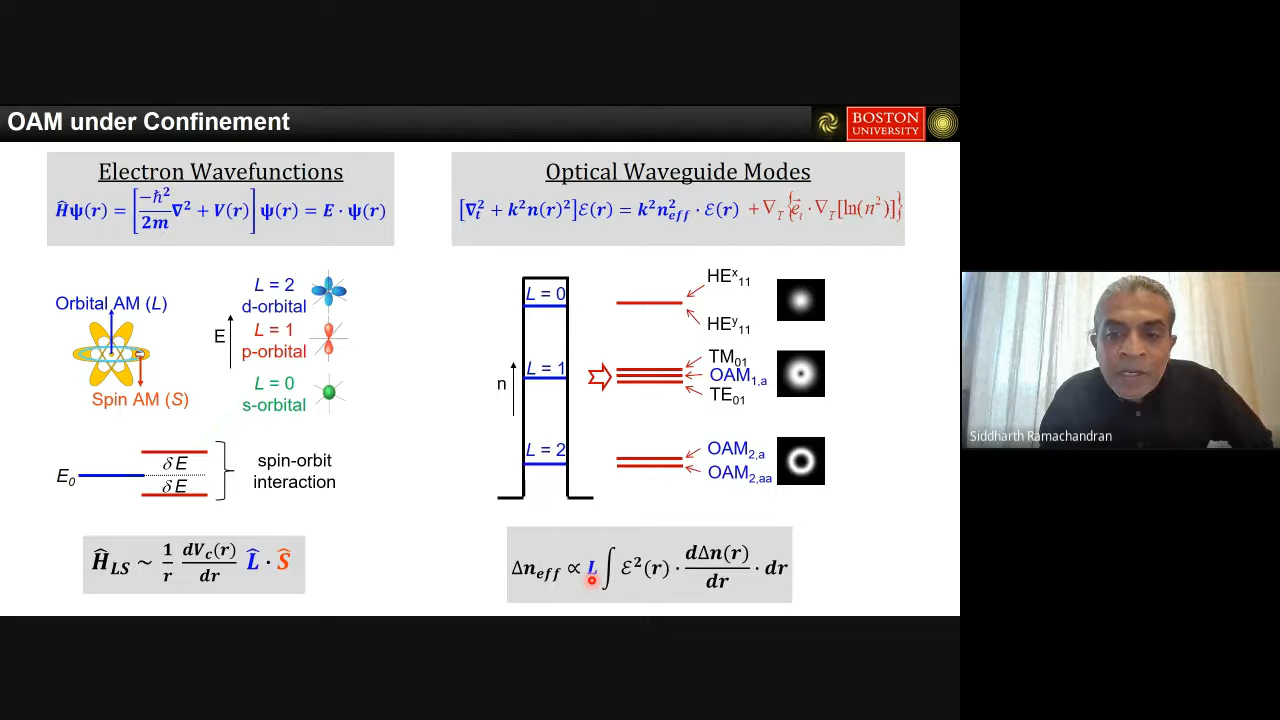 OAM under Confinement
BOSTON
UNIVERSITY
Electron Wavefunctions
Ĥψ(r) = [−ħ²/2m ∇² + V(r)] ψ(r) = E · ψ(r)
Optical Waveguide Modes
[∇ₜ² + k²n(r)²]ℰ(r) = k²n²eff · ℰ(r) + ∇T{e⃗ₜ · ∇T[ln(n²)]}
Orbital AM (L)
Spin AM (S)
E
L = 2
d-orbital
L = 1
p-orbital
L = 0
s-orbital
E₀
δE
δE
spin-orbit
interaction
Ĥ_LS ~ 1/r dV_c(r)/dr L̂ · Ŝ
n
L = 0
L = 1
L = 2
HEˣ₁₁
HEʸ₁₁
TM₀₁
OAM₁,ₐ
TE₀₁
OAM₂,ₐ
OAM₂,ₐₐ
Δn_eff ∝ L ∫ ℰ²(r) · dΔn(r)/dr · dr
Siddharth Ramachandran